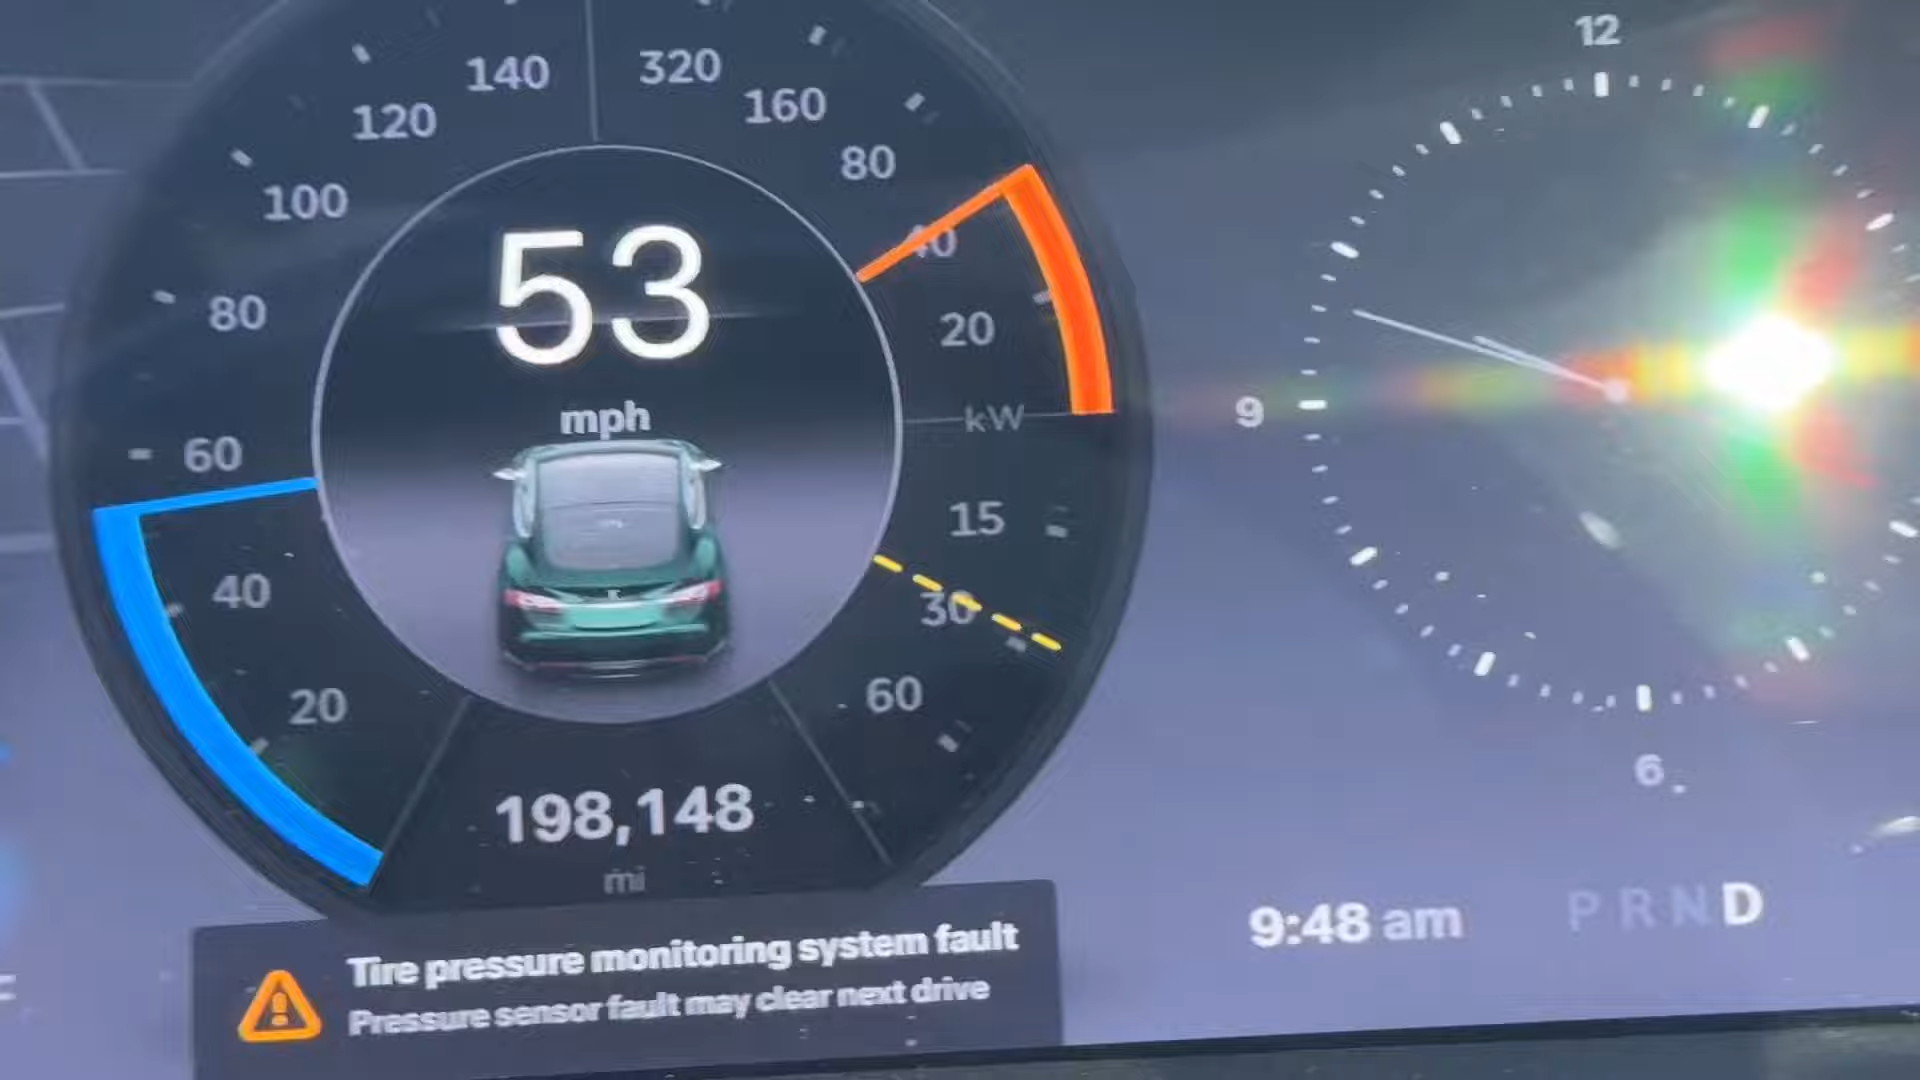 12
140
320
120
160
80
100
53
40
80
20
mph
kW
9
60
15
40
30
20
60
198,148
mi
6
9:48 am
P R N D
Tire pressure monitoring system fault
Pressure sensor fault may clear next drive